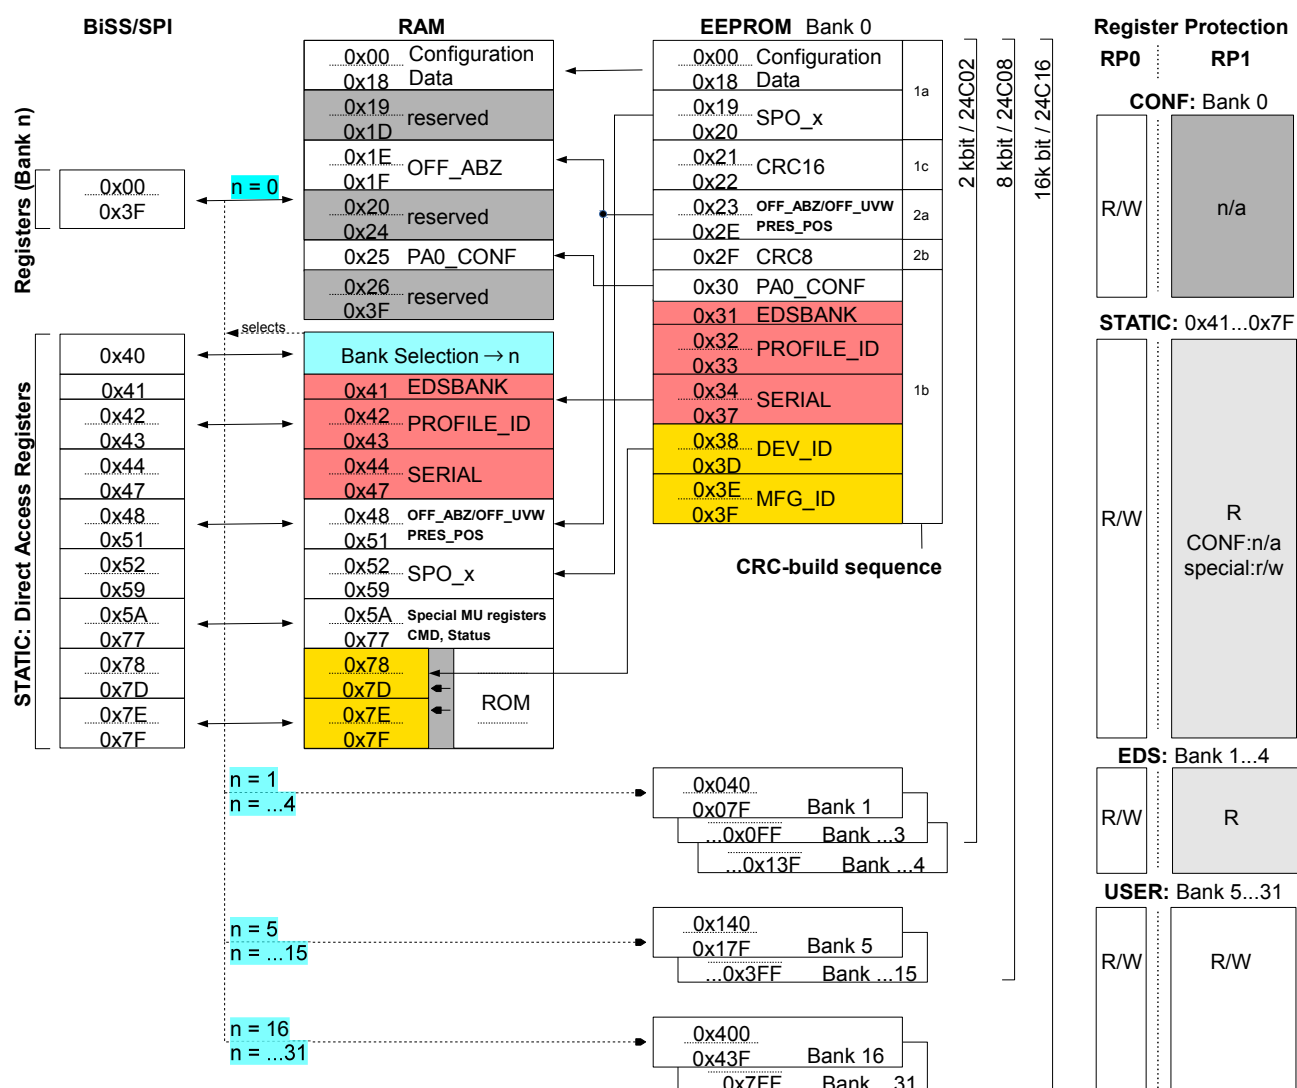 BiSS/SPI
RAM
EEPROM Bank 0
Register Protection
RP0
RP1
Registers (Bank n)
0x00
0x3F
n = 0
0x00
0x18
Configuration
Data
0x19
0x1D
reserved
0x1E
0x1F
OFF_ABZ
0x20
0x24
reserved
0x25 PA0_CONF
0x26
0x3F
reserved
0x00
0x18
Configuration
Data
0x19
0x20
SPO_x
1a
0x21
0x22
CRC16
1c
0x23
0x2E
OFF_ABZ/OFF_UVW
PRES_POS
2a
0x2F CRC8
2b
0x30 PA0_CONF
0x31 EDSBANK
0x32
0x33
PROFILE_ID
0x34
0x37
SERIAL
1b
0x38
0x3D
DEV_ID
0x3E
0x3F
MFG_ID
CRC-build sequence
2 kbit / 24C02
8 kbit / 24C08
16k bit / 24C16
CONF: Bank 0
R/W
n/a
STATIC: 0x41...0x7F
R/W
R
CONF:n/a
special:r/w
EDS: Bank 1...4
R/W
R
USER: Bank 5...31
R/W
R/W
STATIC: Direct Access Registers
selects
0x40
Bank Selection → n
0x41
0x41 EDSBANK
0x42
0x43
0x42
0x43
PROFILE_ID
0x44
0x47
0x44
0x47
SERIAL
0x48
0x51
0x48
0x51
OFF_ABZ/OFF_UVW
PRES_POS
0x52
0x59
0x52
0x59
SPO_x
0x5A
0x77
0x5A
0x77
Special MU registers
CMD, Status
0x78
0x7D
0x78
0x7D
0x7E
0x7F
0x7E
0x7F
ROM
n = 1
n = ...4
0x040
0x07F
Bank 1
...0x0FF Bank ...3
...0x13F Bank ...4
n = 5
n = ...15
0x140
0x17F
Bank 5
...0x3FF Bank ...15
n = 16
n = ...31
0x400
0x43F
Bank 16
...0x7FF Bank ...31